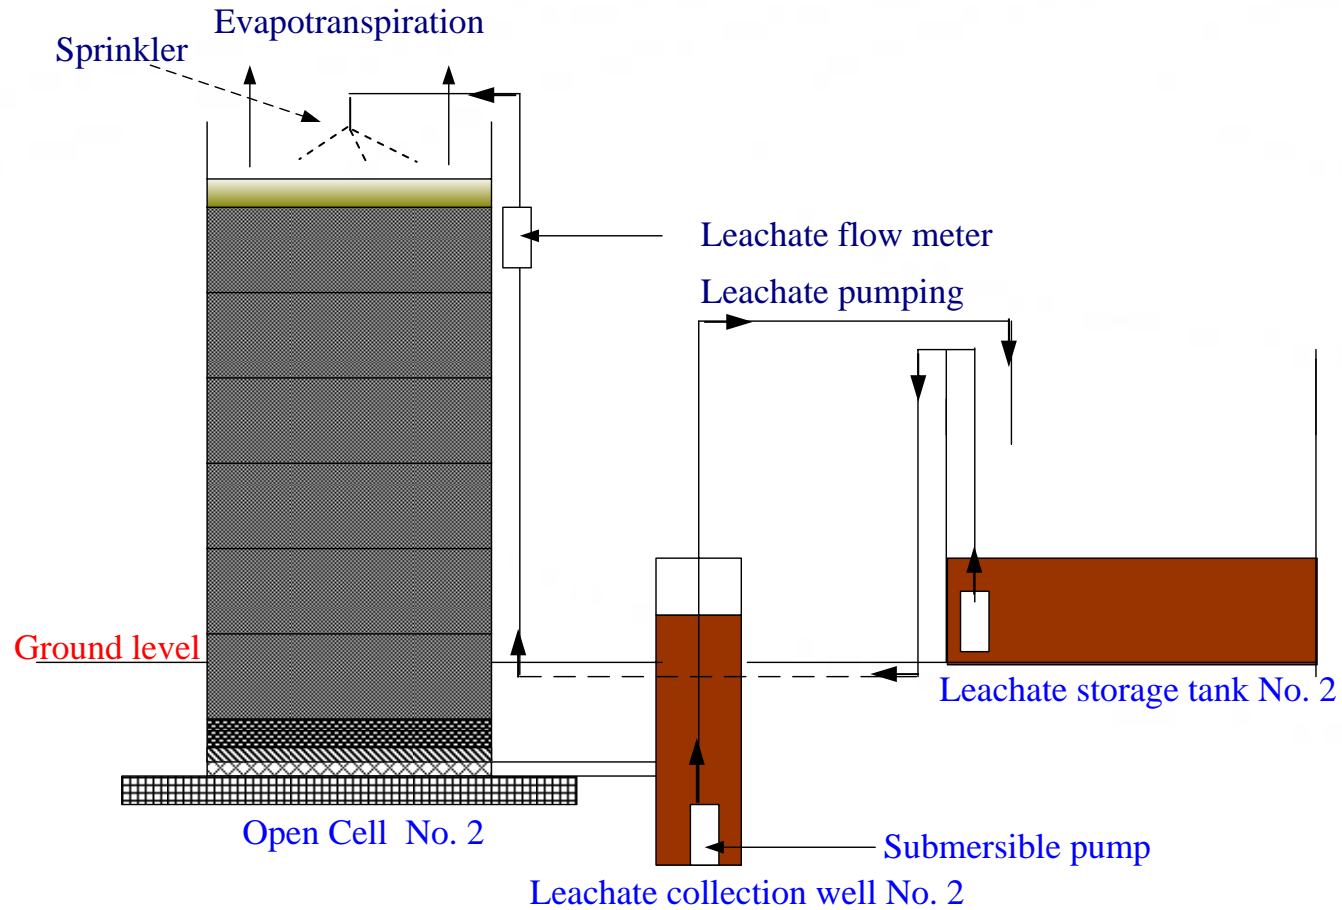 Evapotranspiration
Sprinkler
Leachate flow meter
Leachate pumping
Ground level
Leachate storage tank No. 2
Open Cell  No. 2
Submersible pump
Leachate collection well No. 2